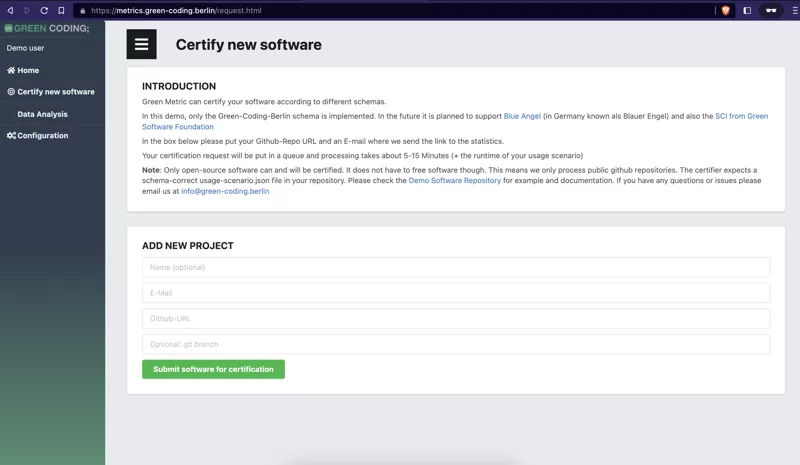 https://metrics.green-coding.berlin/request.html
GREEN CODING;
Demo user
Home
Certify new software
Data Analysis
Configuration
Certify new software
INTRODUCTION
Green Metric can certify your software according to different schemas.
In this demo, only the Green-Coding-Berlin schema is implemented. In the future it is planned to support Blue Angel (in Germany known als Blauer Engel) and also the SCI from Green
Software Foundation
In the box below please put your Github-Repo URL and an E-mail where we send the link to the statistics.
Your certification request will be put in a queue and processing takes about 5-15 Minutes (+ the runtime of your usage scenario)
Note: Only open-source software can and will be certified. It does not have to free software though. This means we only process public github repositories. The certifier expects a
schema-correct usage-scenario.json file in your repository. Please check the Demo Software Repository for example and documentation. If you have any questions or issues please
email us at info@green-coding.berlin
ADD NEW PROJECT
Name (optional)
E-Mail
Github-URL
Optional: git branch
Submit software for certification